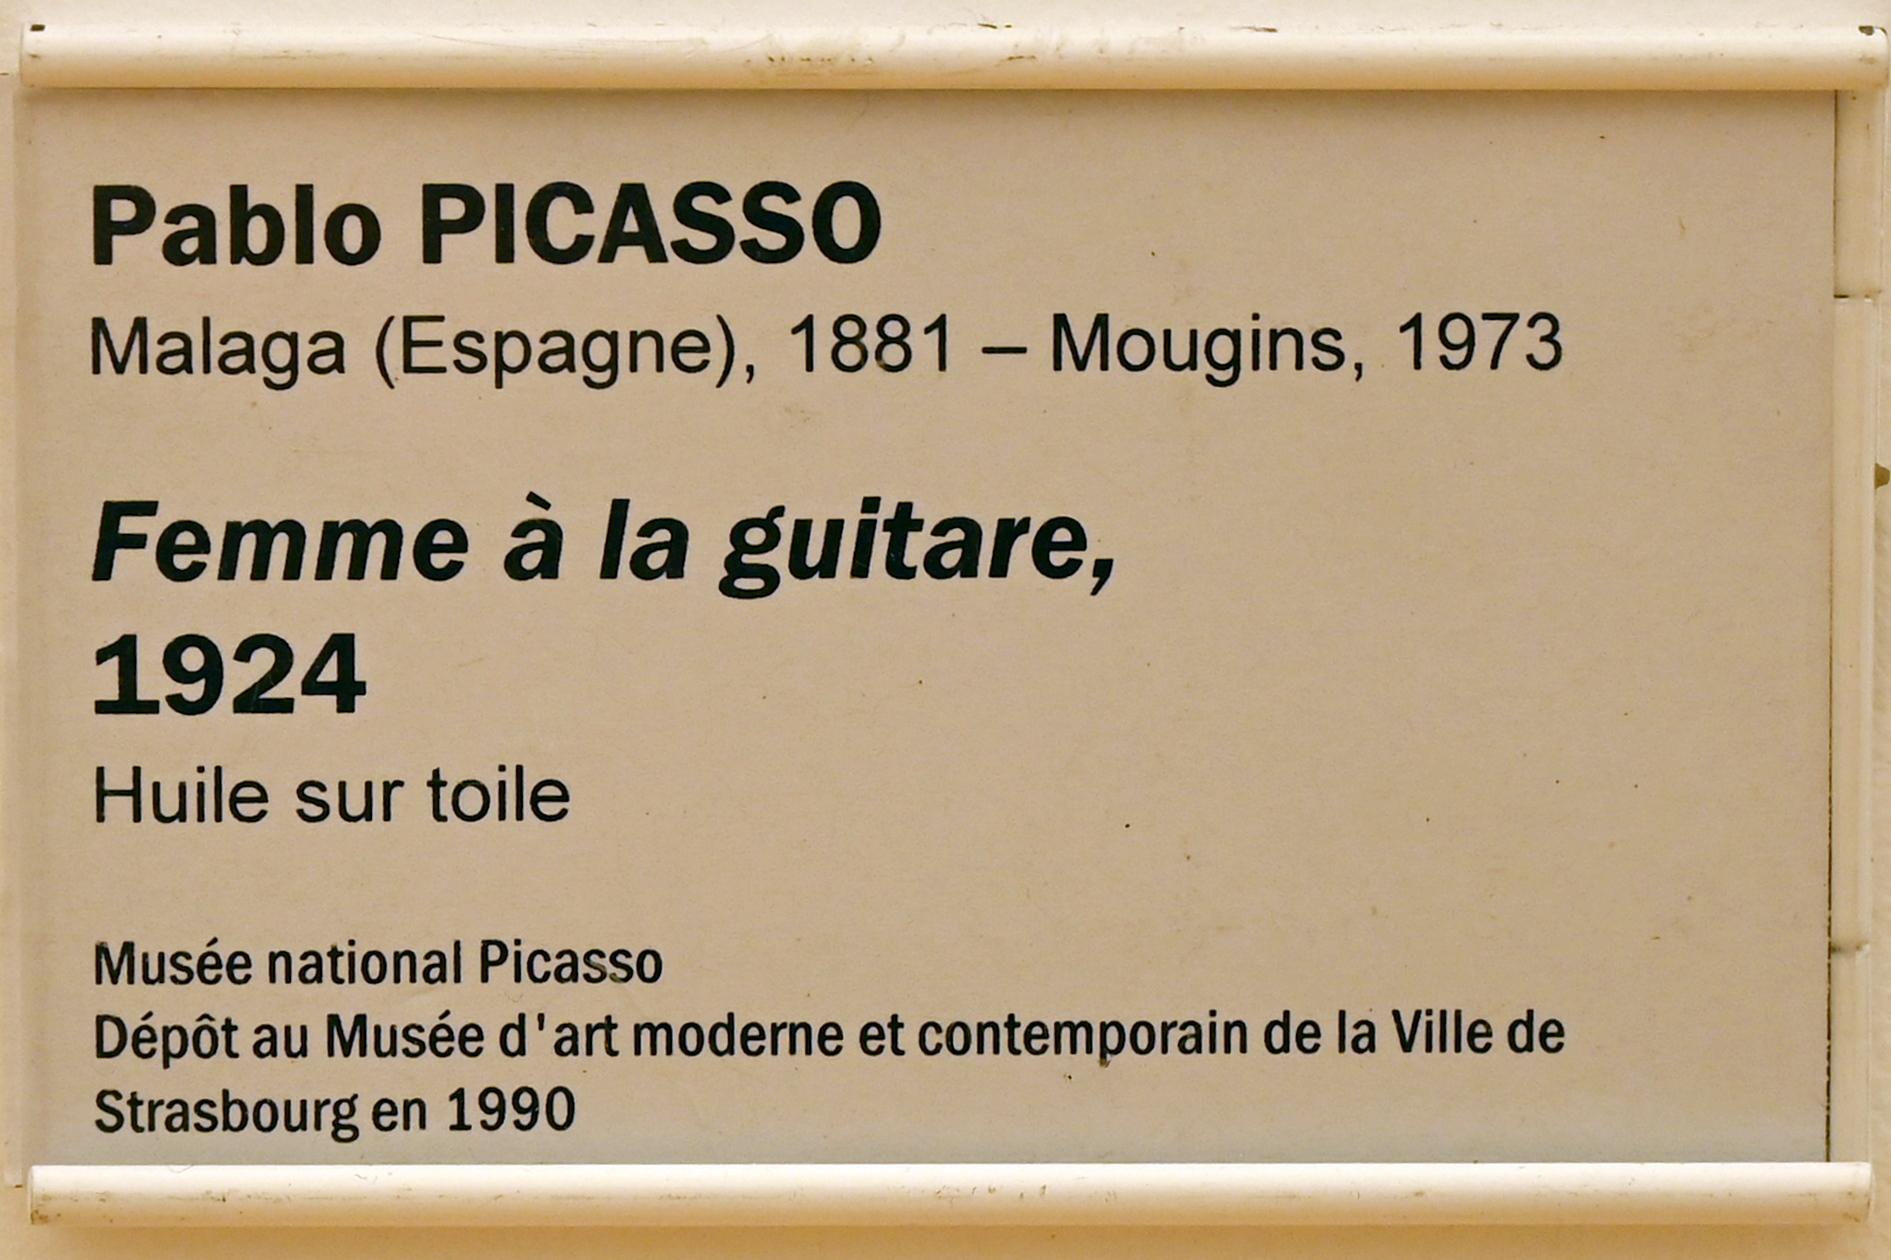 Pablo PICASSO
Malaga (Espagne), 1881 – Mougins, 1973
Femme à la guitare,
1924
Huile sur toile
Musée national Picasso
Dépôt au Musée d'art moderne et contemporain de la Ville de
Strasbourg en 1990